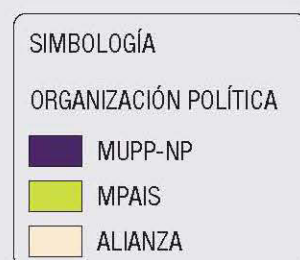 SIMBOLOGÍA
ORGANIZACIÓN POLÍTICA
MUPP-NP
MPAIS
ALIANZA